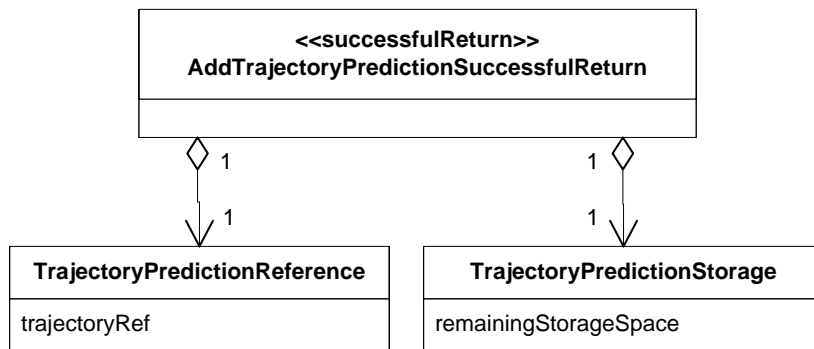 <<successfulReturn>>
AddTrajectoryPredictionSuccessfulReturn
1 1
1 1
TrajectoryPredictionReference TrajectoryPredictionStorage
trajectoryRef remainingStorageSpace